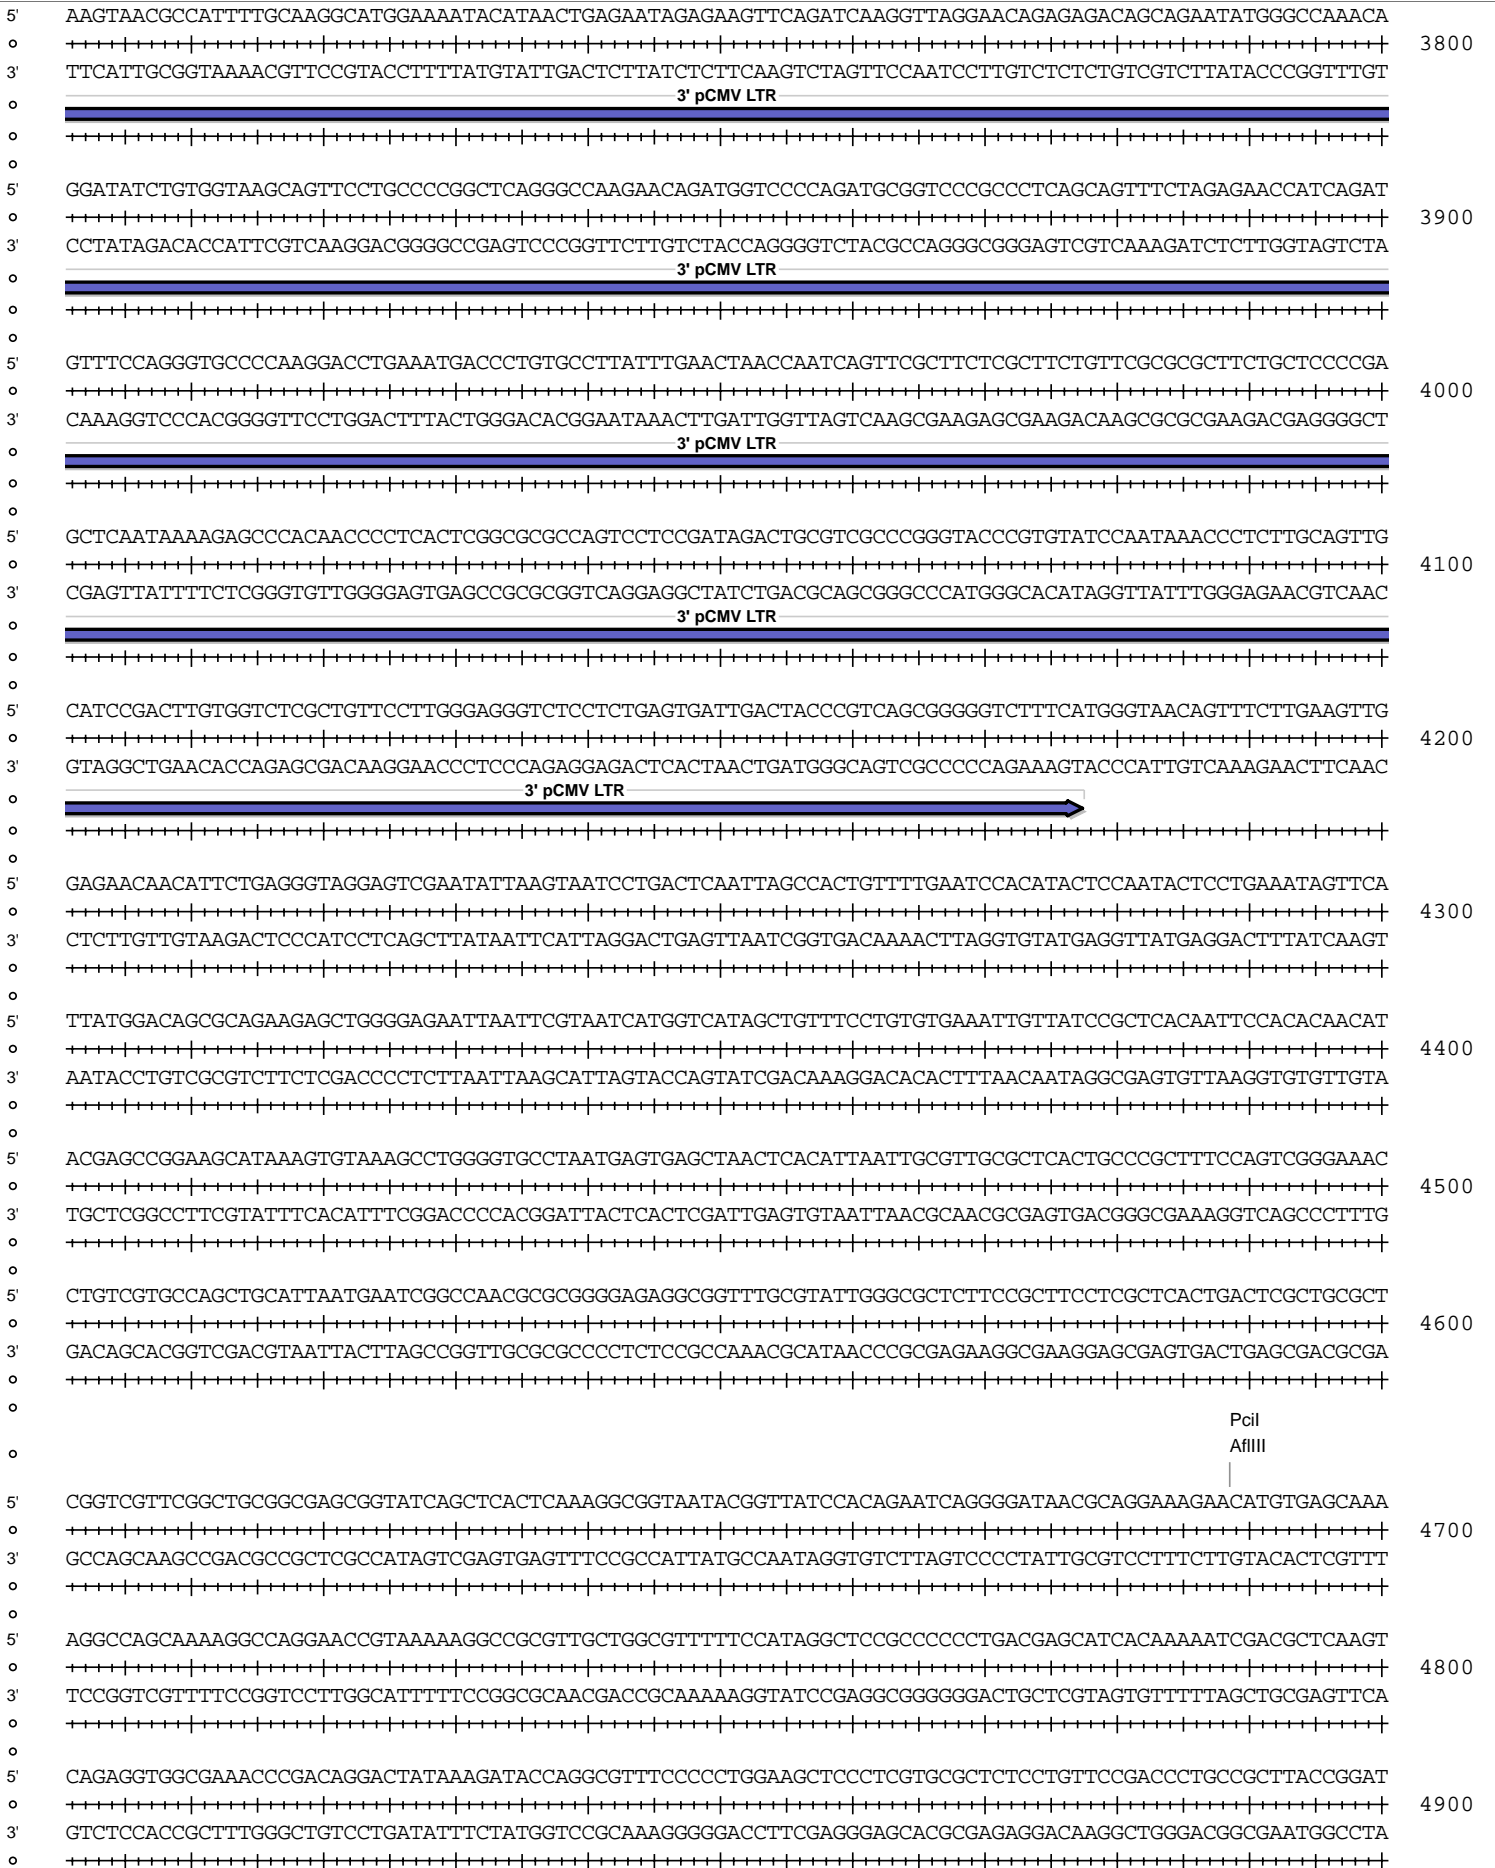 5' AAGTAACGCCATTTTGCAAGGCATGGAAAATACATAACTGAGAATAGAGAAGTTCAGATCAAGGTTAGGAACAGAGAGACAGCAGAATATGGGCCAAACA
3800
3' TTCATTGCGGTAAAACGTTCCGTACCTTTTATGTATTGACTCTTATCTCTTCAAGTCTAGTTCCAATCCTTGTCTCTCTGTCGTCTTATACCCGGTTTGT
3' pCMV LTR
5' GGATATCTGTGGTAAGCAGTTCCTGCCCCGGCTCAGGGCCAAGAACAGATGGTCCCCAGATGCGGTCCCGCCCTCAGCAGTTTCTAGAGAACCATCAGAT
3900
3' CCTATAGACACCATTCGTCAAGGACGGGGCCGAGTCCCGGTTCTTGTCTACCAGGGGTCTACGCCAGGGCGGGAGTCGTCAAAGATCTCTTGGTAGTCTA
3' pCMV LTR
5' GTTTCCAGGGTGCCCCAAGGACCTGAAATGACCCTGTGCCTTATTTGAACTAACCAATCAGTTCGCTTCTCGCTTCTGTTCGCGCGCTTCTGCTCCCCGA
4000
3' CAAAGGTCCCACGGGGTTCCTGGACTTTACTGGGACACGGAATAAACTTGATTGGTTAGTCAAGCGAAGAGCGAAGACAAGCGCGCGAAGACGAGGGGCT
3' pCMV LTR
5' GCTCAATAAAAGAGCCCACAACCCCTCACTCGGCGCGCCAGTCCTCCGATAGACTGCGTCGCCCGGGTACCCGTGTATCCAATAAACCCTCTTGCAGTTG
4100
3' CGAGTTATTTTCTCGGGTGTTGGGGAGTGAGCCGCGCGGTCAGGAGGCTATCTGACGCAGCGGGCCCATGGGCACATAGGTTATTTGGGAGAACGTCAAC
3' pCMV LTR
5' CATCCGACTTGTGGTCTCGCTGTTCCTTGGGAGGGTCTCCTCTGAGTGATTGACTACCCGTCAGCGGGGGTCTTTCATGGGTAACAGTTTCTTGAAGTTG
4200
3' GTAGGCTGAACACCAGAGCGACAAGGAACCCTCCCAGAGGAGACTCACTAACTGATGGGCAGTCGCCCCCAGAAAGTACCCATTGTCAAAGAACTTCAAC
3' pCMV LTR
5' GAGAACAACATTCTGAGGGTAGGAGTCGAATATTAAGTAATCCTGACTCAATTAGCCACTGTTTTGAATCCACATACTCCAATACTCCTGAAATAGTTCA
4300
3' CTCTTGTTGTAAGACTCCCATCCTCAGCTTATAATTCATTAGGACTGAGTTAATCGGTGACAAAACTTAGGTGTATGAGGTTATGAGGACTTTATCAAGT
5' TTATGGACAGCGCAGAAGAGCTGGGGAGAATTAATTCGTAATCATGGTCATAGCTGTTTCCTGTGTGAAATTGTTATCCGCTCACAATTCCACACAACAT
4400
3' AATACCTGTCGCGTCTTCTCGACCCCTCTTAATTAAGCATTAGTACCAGTATCGACAAAGGACACACTTTAACAATAGGCGAGTGTTAAGGTGTGTTGTA
5' ACGAGCCGGAAGCATAAAGTGTAAAGCCTGGGGTGCCTAATGAGTGAGCTAACTCACATTAATTGCGTTGCGCTCACTGCCCGCTTTCCAGTCGGGAAAC
4500
3' TGCTCGGCCTTCGTATTTCACATTTCGGACCCCACGGATTACTCACTCGATTGAGTGTAATTAACGCAACGCGAGTGACGGGCGAAAGGTCAGCCCTTTG
5' CTGTCGTGCCAGCTGCATTAATGAATCGGCCAACGCGCGGGGAGAGGCGGTTTGCGTATTGGGCGCTCTTCCGCTTCCTCGCTCACTGACTCGCTGCGCT
4600
3' GACAGCACGGTCGACGTAATTACTTAGCCGGTTGCGCGCCCCTCTCCGCCAAACGCATAACCCGCGAGAAGGCGAAGGAGCGAGTGACTGAGCGACGCGA
PciI
AflIII
5' CGGTCGTTCGGCTGCGGCGAGCGGTATCAGCTCACTCAAAGGCGGTAATACGGTTATCCACAGAATCAGGGGATAACGCAGGAAAGAACATGTGAGCAAA
4700
3' GCCAGCAAGCCGACGCCGCTCGCCATAGTCGAGTGAGTTTCCGCCATTATGCCAATAGGTGTCTTAGTCCCCTATTGCGTCCTTTCTTGTACACTCGTTT
5' AGGCCAGCAAAAGGCCAGGAACCGTAAAAAGGCCGCGTTGCTGGCGTTTTTCCATAGGCTCCGCCCCCCTGACGAGCATCACAAAAATCGACGCTCAAGT
4800
3' TCCGGTCGTTTTCCGGTCCTTGGCATTTTTCCGGCGCAACGACCGCAAAAAGGTATCCGAGGCGGGGGGACTGCTCGTAGTGTTTTTAGCTGCGAGTTCA
5' CAGAGGTGGCGAAACCCGACAGGACTATAAAGATACCAGGCGTTTCCCCCTGGAAGCTCCCTCGTGCGCTCTCCTGTTCCGACCCTGCCGCTTACCGGAT
4900
3' GTCTCCACCGCTTTGGGCTGTCCTGATATTTCTATGGTCCGCAAAGGGGGACCTTCGAGGGAGCACGCGAGAGGACAAGGCTGGGACGGCGAATGGCCTA